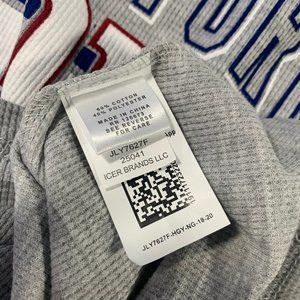 60% COTTON
40% POLYESTER
MADE IN CHINA
RN 126673
SEE REVERSE
FOR CARE
JLY7627F
25041
ICER BRANDS LLC
JLY7627F-HGY-NG-18-20